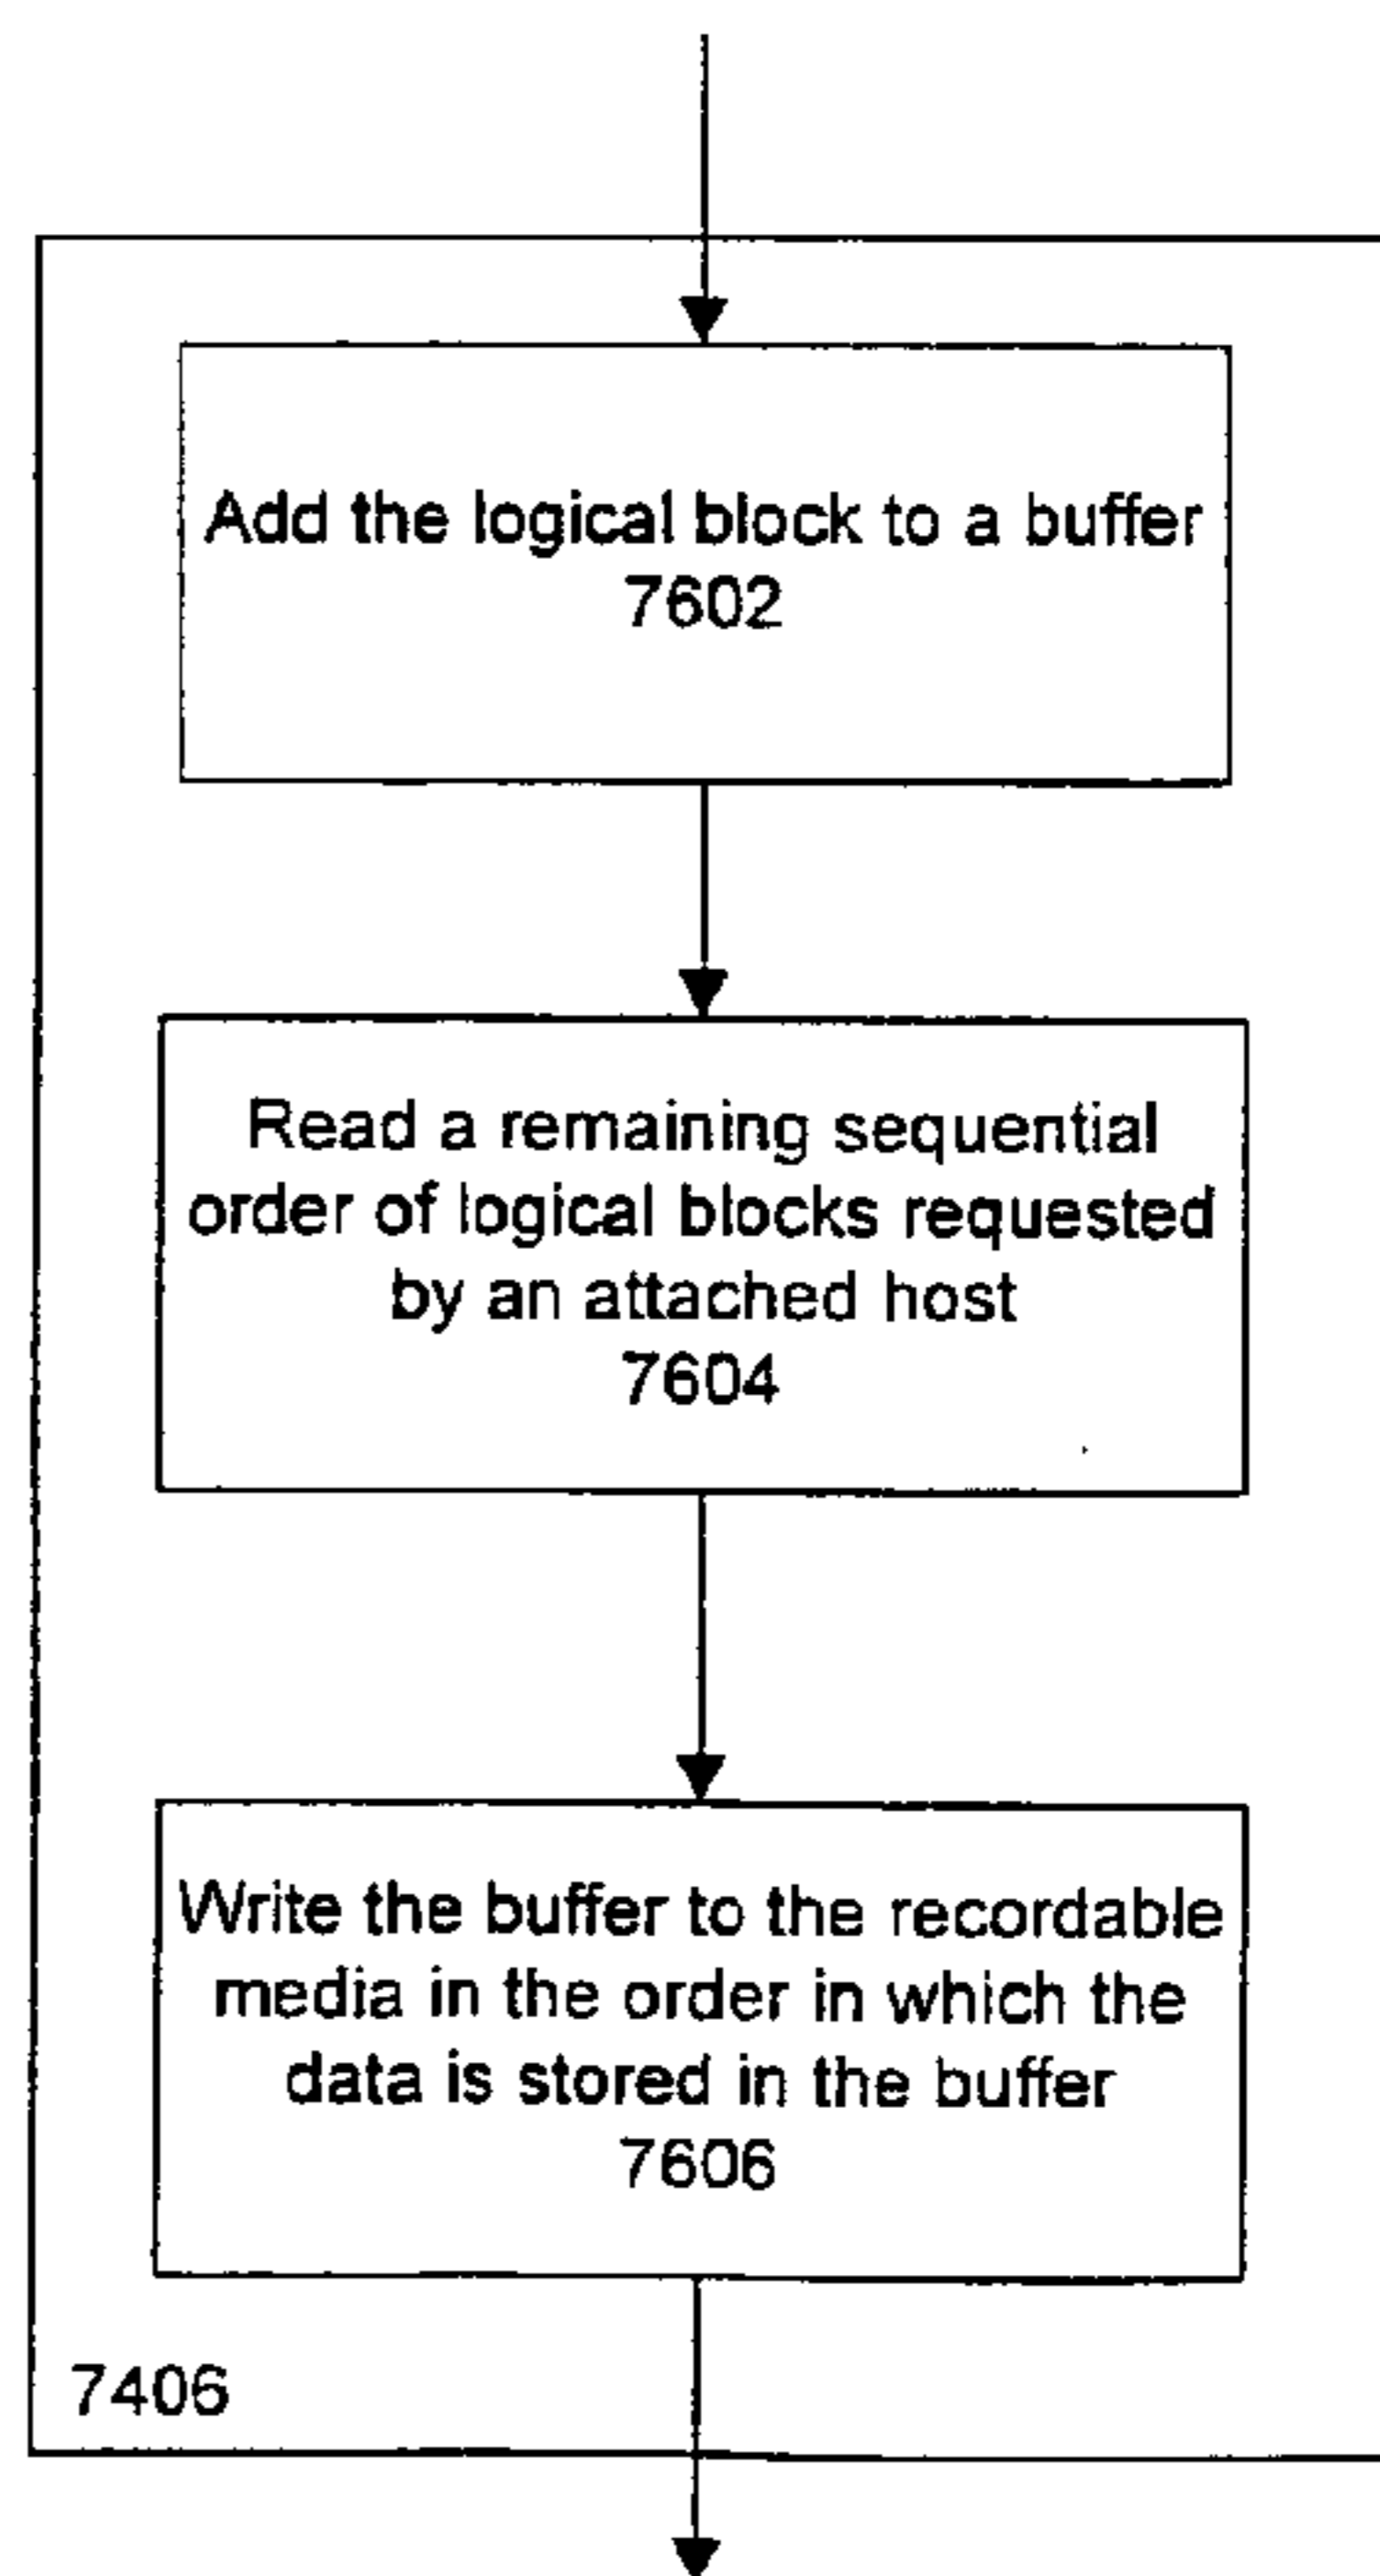 Add the logical block to a buffer
7602
Read a remaining sequential
order of logical blocks requested
by an attached host
7604
Write the buffer to the recordable
media in the order in which the
data is stored in the buffer
7606
7406